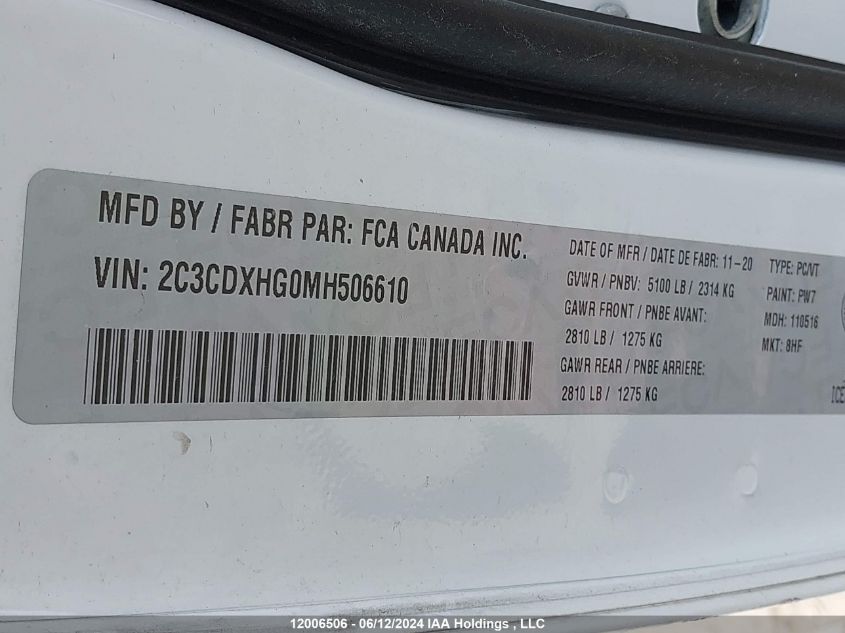 MFD BY / FABR PAR: FCA CANADA INC.
VIN: 2C3CDXHG0MH506610
DATE OF MFR / DATE DE FABR: 11-20
GVWR / PNBV: 5100 LB / 2314 KG
GAWR FRONT / PNBE AVANT:
2810 LB / 1275 KG
GAWR REAR / PNBE ARRIERE:
2810 LB / 1275 KG
TYPE: PC/VT
PAINT: PW7
MDH: 110516
MKT: 8HF
ICE
12006506 - 06/12/2024 IAA Holdings , LLC